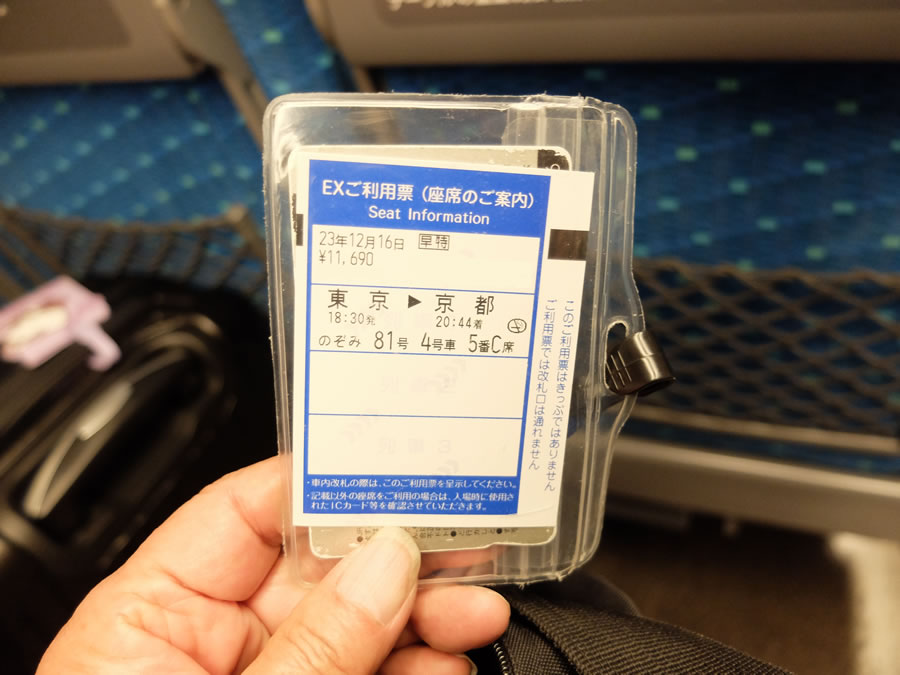 EXご利用票(座席のご案内)
Seat Information
23年12月16日 早特
¥11,690
東京 ▶ 京都
18:30発 20:44着
のぞみ 81号 4号車 5番C席
列車3
・車内改札の際は、このご利用票を呈示してください。
・記載以外の座席をご利用の場合は、入場時に使用さ
れたICカード等を確認させていただきます。
このご利用票はきっぷではありません
ご利用票では改札口は通れません